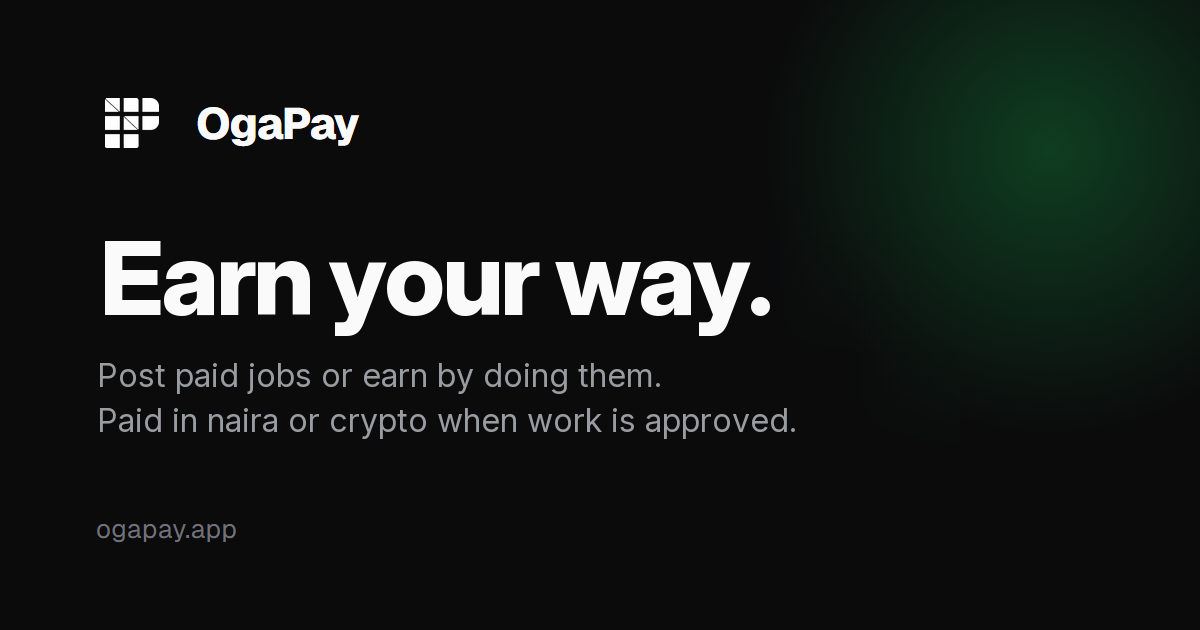 OgaPay
Earn your way.
Post paid jobs or earn by doing them.
Paid in naira or crypto when work is approved.
ogapay.app